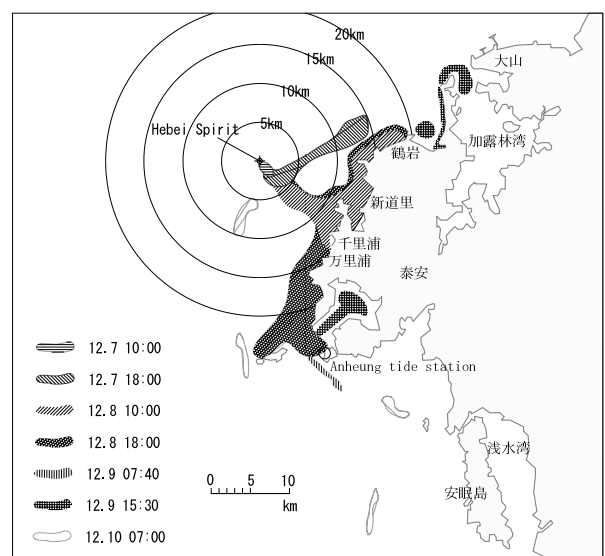 20km
15km
10km
5km
Hebei Spirit
大山
加露林湾
鶴岩
新道里
千里浦
万里浦
泰安
Anheung tide station
浅水湾
安眠島
12.7 10:00
12.7 18:00
12.8 10:00
12.8 18:00
12.9 07:40
12.9 15:30
12.10 07:00
0 5 10
km